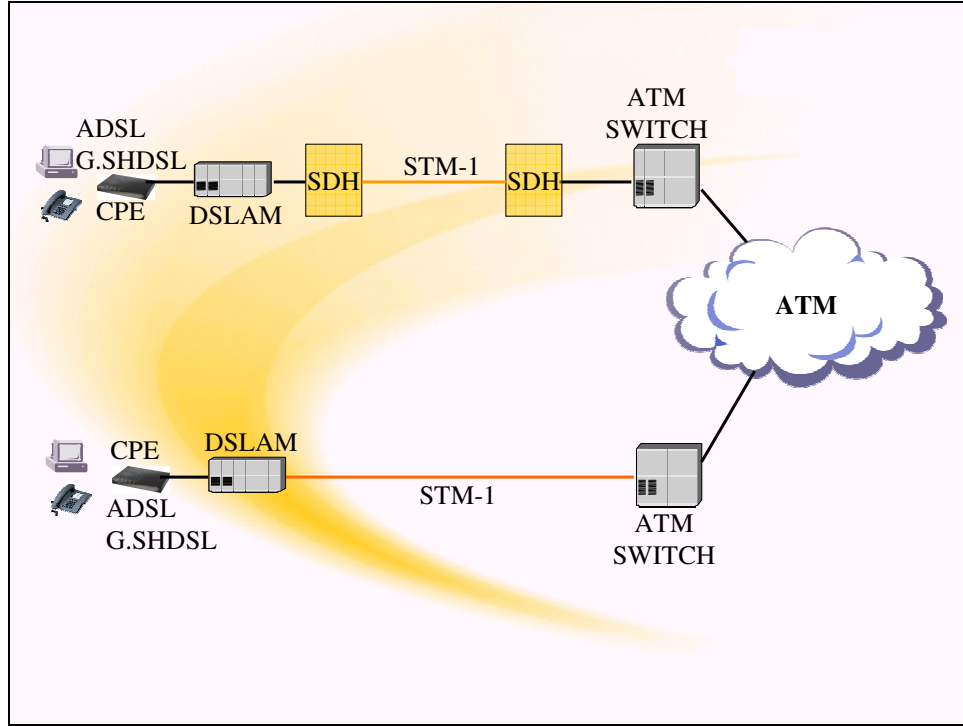 ATM
SWITCH
ADSL
G.SHDSL
STM-1
SDH
SDH
CPE
DSLAM
ATM
CPE
DSLAM
STM-1
ADSL
G.SHDSL
ATM
SWITCH